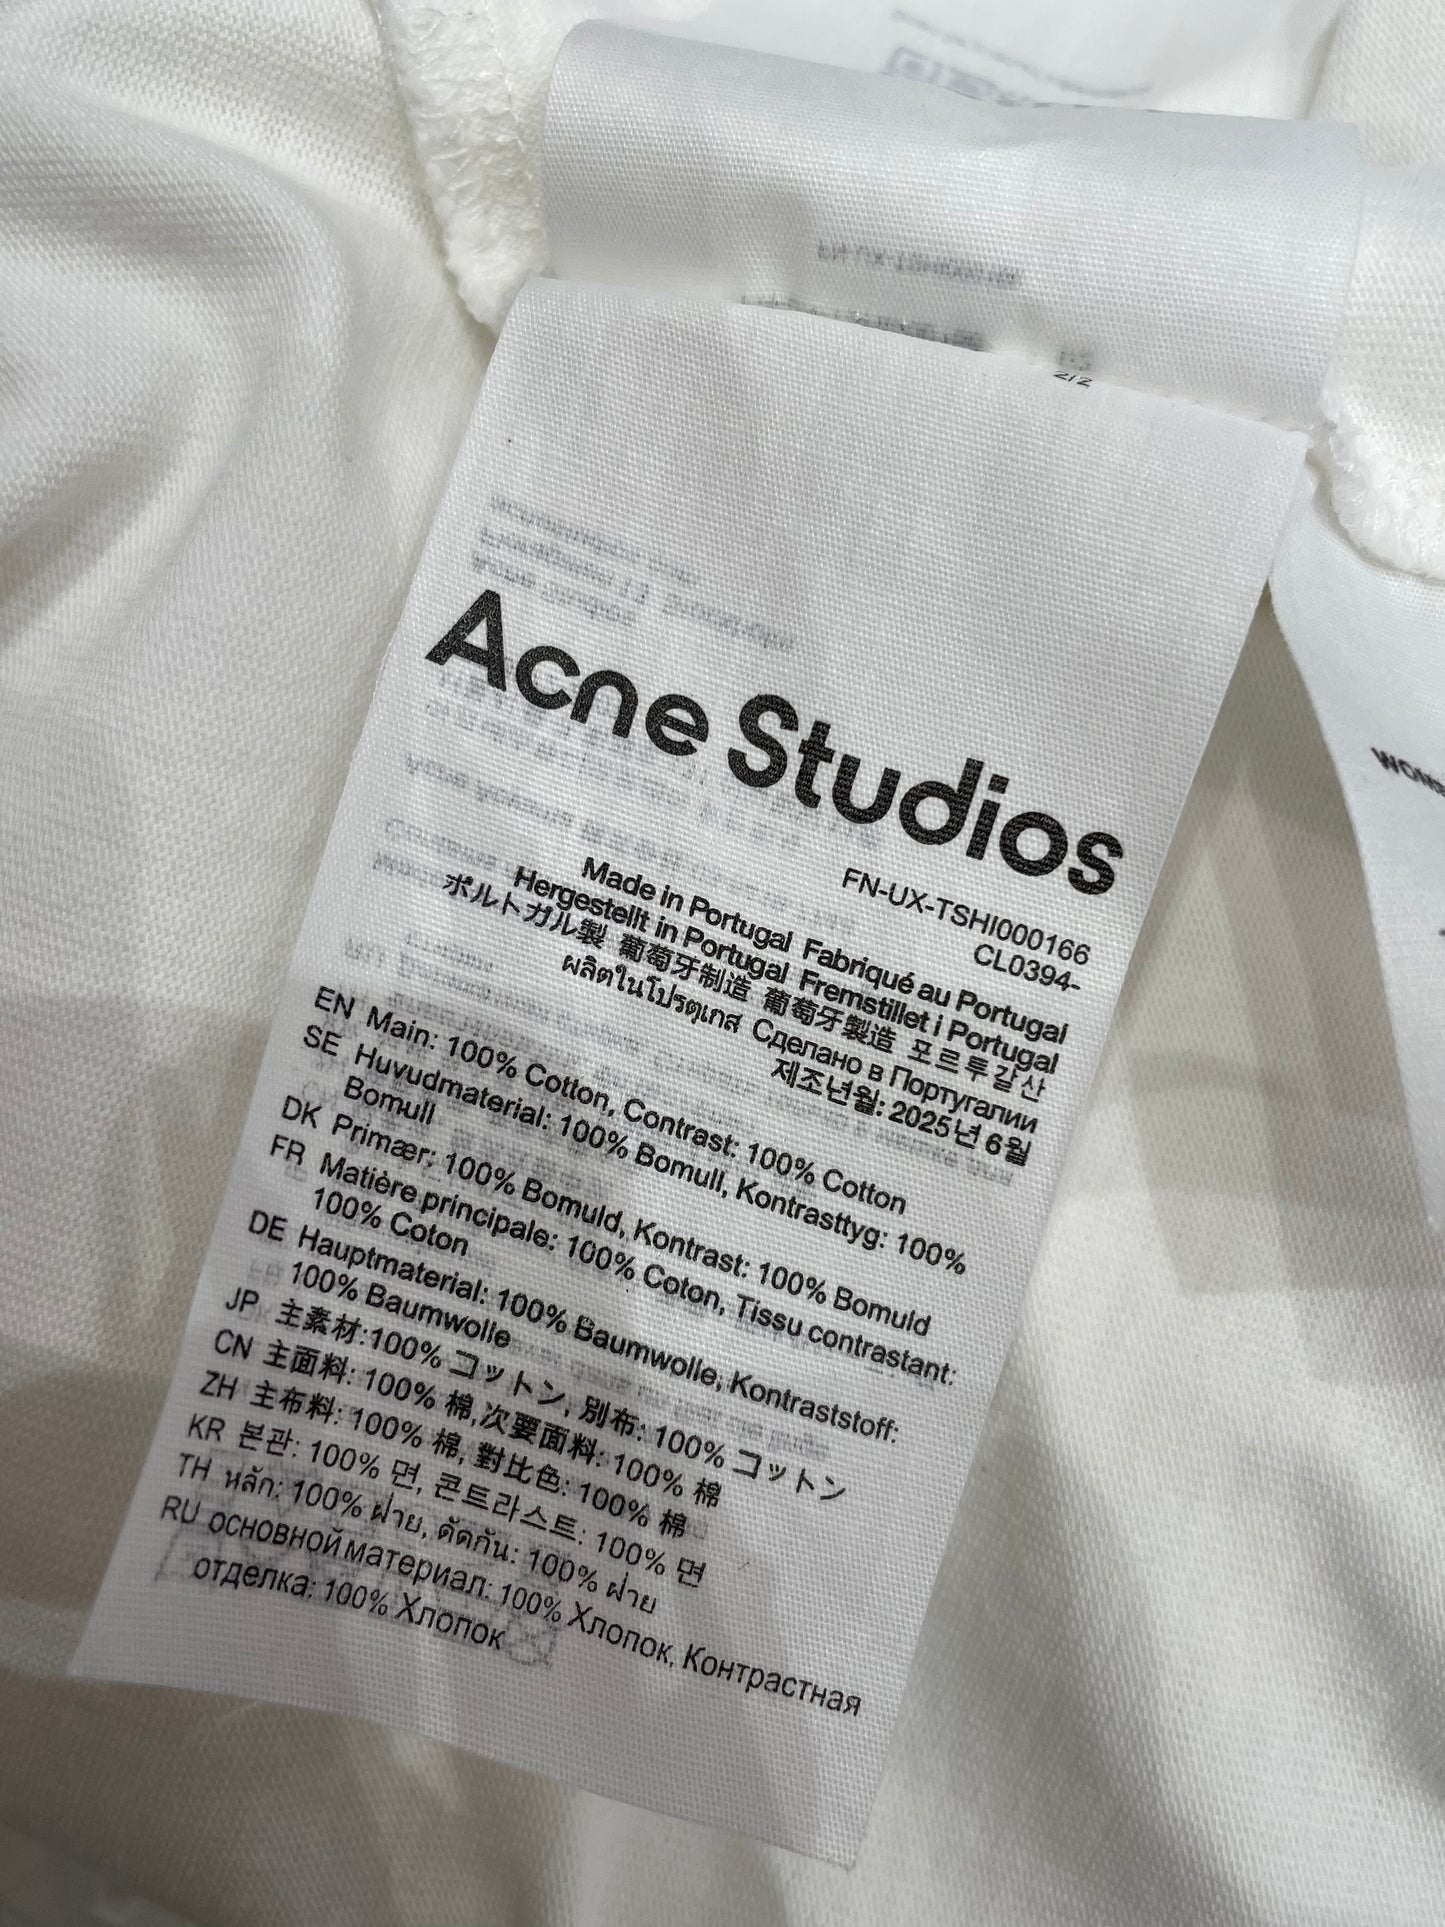 2/2
Acne Studios
FN-UX-TSHI000166
CL0394-
Made in Portugal Fabriqué au Portugal
Hergestellt in Portugal Fremstillet i Portugal
ポルトガル製 葡萄牙制造 葡萄牙製造 포르투갈산
ผลิตในโปรตุเกส Сделано в Португалии
제조년월: 2025년 6월
EN Main: 100% Cotton, Contrast: 100% Cotton
SE Huvudmaterial: 100% Bomull, Kontrasttyg: 100%
Bomull
DK Primær: 100% Bomuld, Kontrast: 100% Bomuld
FR Matière principale: 100% Coton, Tissu contrastant:
100% Coton
DE Hauptmaterial: 100% Baumwolle, Kontraststoff:
100% Baumwolle
JP 主素材:100% コットン, 別布: 100% コットン
CN 主面料: 100% 棉,次要面料: 100% 棉
ZH 主布料: 100% 棉, 對比色: 100% 棉
KR 본관: 100% 면, 콘트라스트: 100% 면
TH หลัก: 100% ฝ้าย, ตัดกัน: 100% ฝ้าย
RU основной материал: 100% Хлопок, Контрастная
отделка: 100% Хлопок